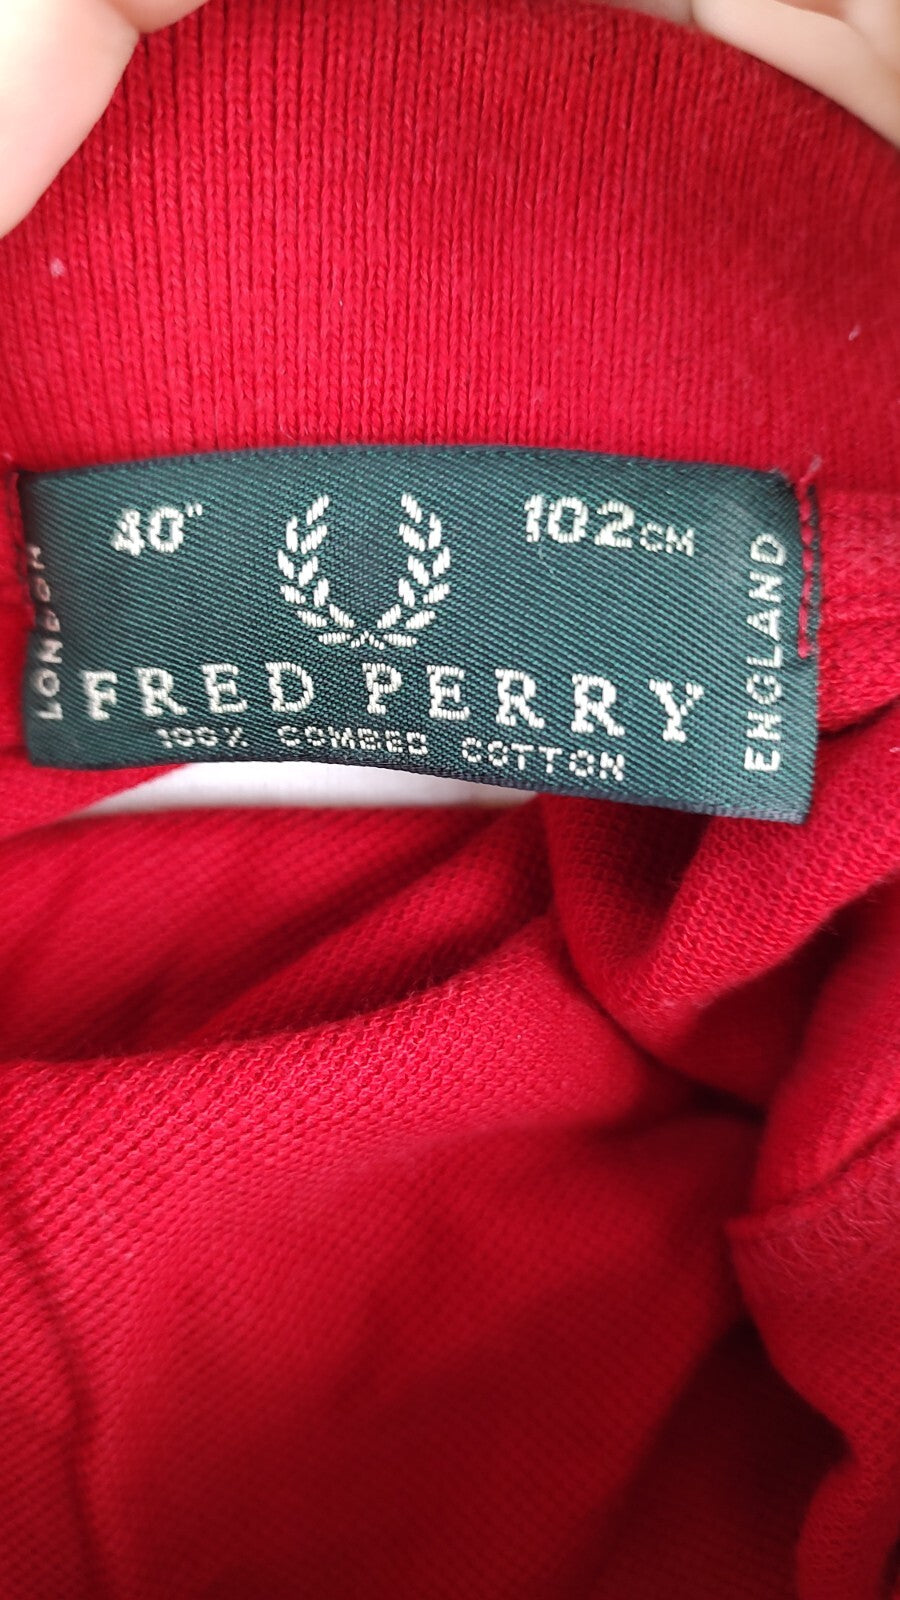 40" 102CM
LONDON
FRED PERRY
100% COMBED COTTON
ENGLAND